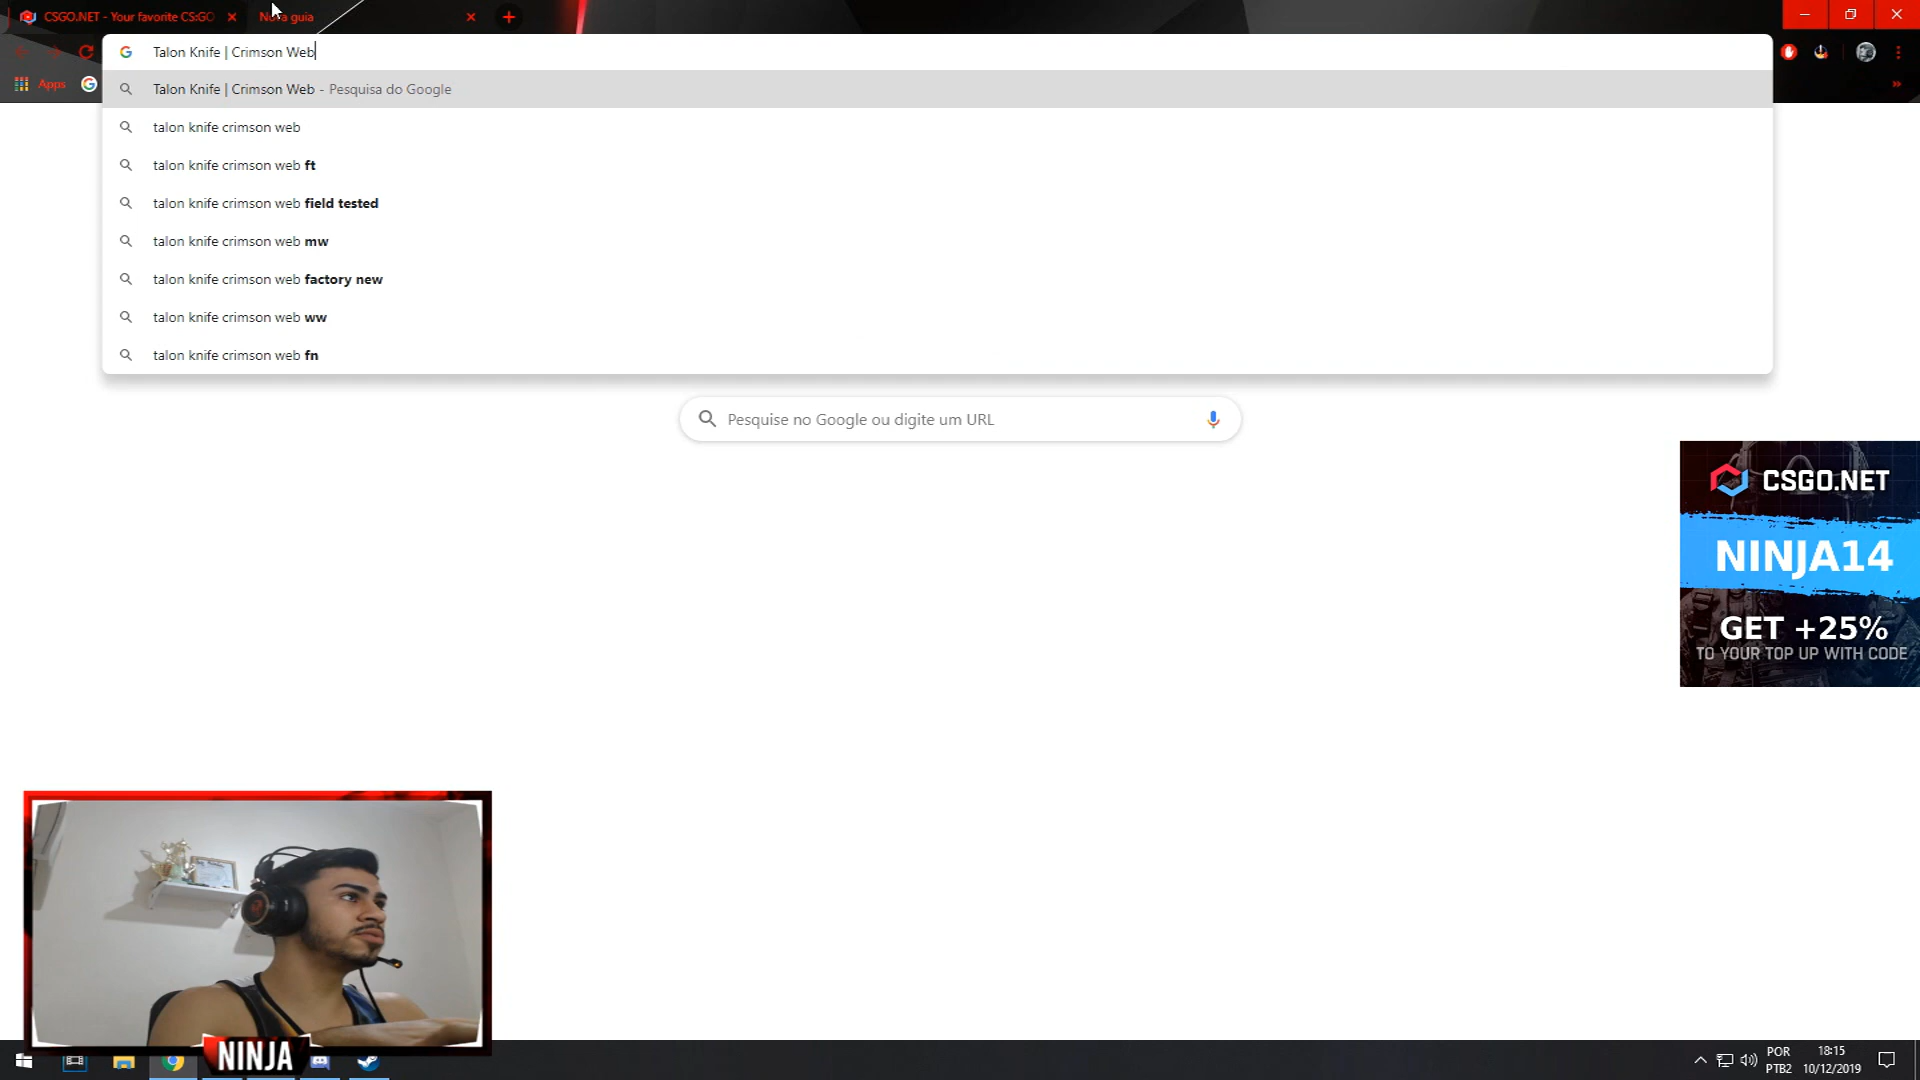 CSGO.NET - Your favorite CS:GO
Nova guia
Talon Knife | Crimson Web
Apps
Talon Knife | Crimson Web - Pesquisa do Google
talon knife crimson web
talon knife crimson web ft
talon knife crimson web field tested
talon knife crimson web mw
talon knife crimson web factory new
talon knife crimson web ww
talon knife crimson web fn
Pesquise no Google ou digite um URL
CSGO.NET
NINJA14
GET +25%
TO YOUR TOP UP WITH CODE
NINJA
POR
PTB2
18:15
10/12/2019